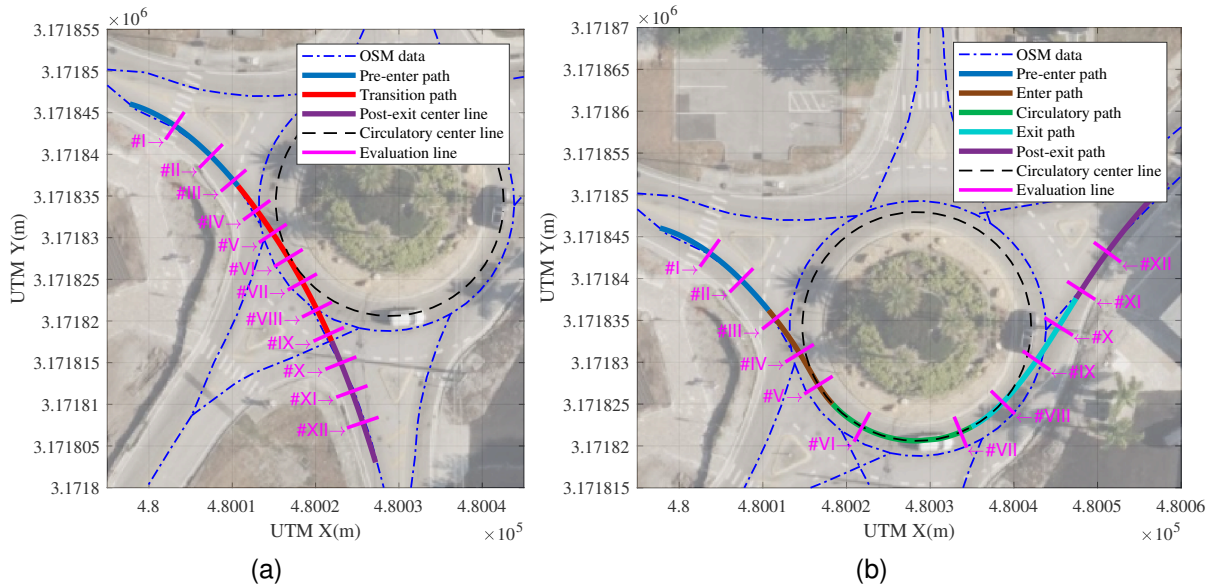 ×10⁶
3.171855
3.17185
3.171845
3.17184
3.171835
3.17183
3.171825
3.17182
3.171815
3.17181
3.171805
3.1718
UTM Y(m)
OSM data
Pre-enter path
Transition path
Post-exit center line
Circulatory center line
Evaluation line
#I→
#II→
#III→
#IV→
#V→
#VI→
#VII→
#VIII→
#IX→
#X→
#XI→
#XII→
4.8 4.8001 4.8002 4.8003 4.8004
UTM X(m)
×10⁵
(a)
×10⁶
3.17187
3.171865
3.17186
3.171855
3.17185
3.171845
3.17184
3.171835
3.17183
3.171825
3.17182
3.171815
UTM Y(m)
OSM data
Pre-enter path
Enter path
Circulatory path
Exit path
Post-exit path
Circulatory center line
Evaluation line
#I→
#II→
#III→
#IV→
#V→
#VI→
←#VII
←#VIII
←#IX
←#X
←#XI
←#XII
4.8 4.8001 4.8002 4.8003 4.8004 4.8005 4.8006
UTM X(m)
×10⁵
(b)